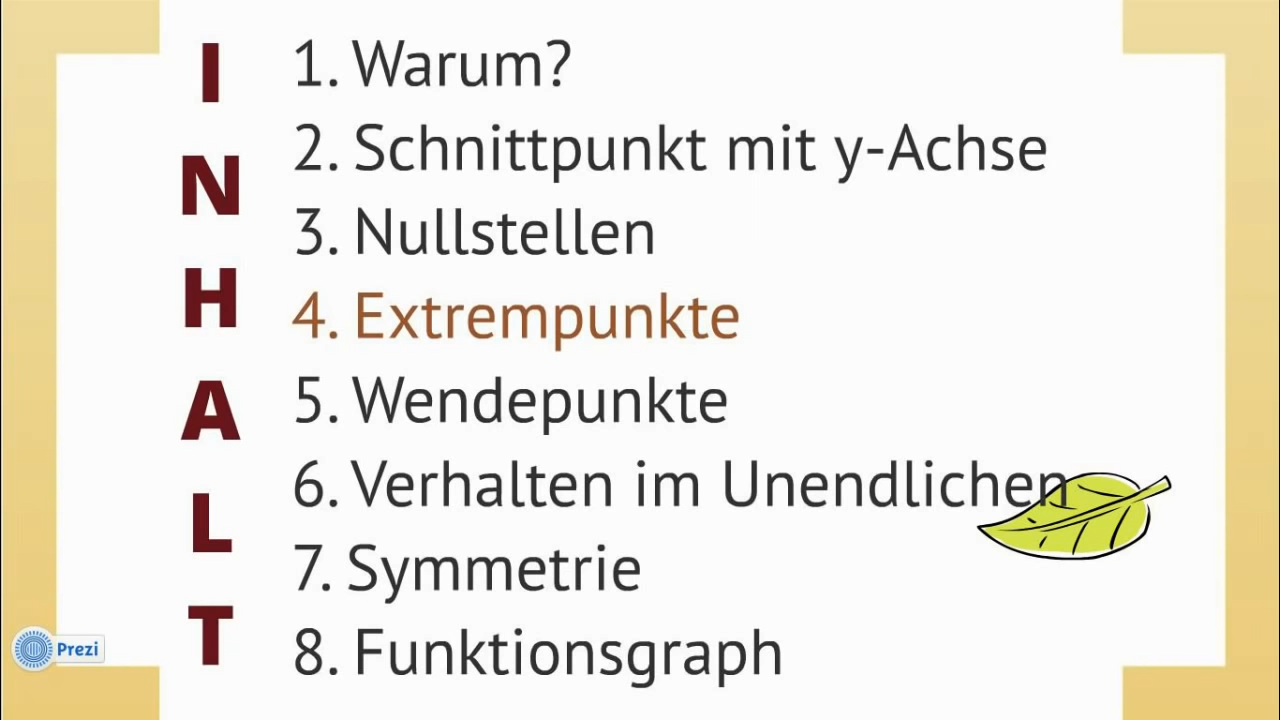 INHALT
1. Warum?
2. Schnittpunkt mit y-Achse
3. Nullstellen
4. Extrempunkte
5. Wendepunkte
6. Verhalten im Unendlichen
7. Symmetrie
8. Funktionsgraph
Prezi